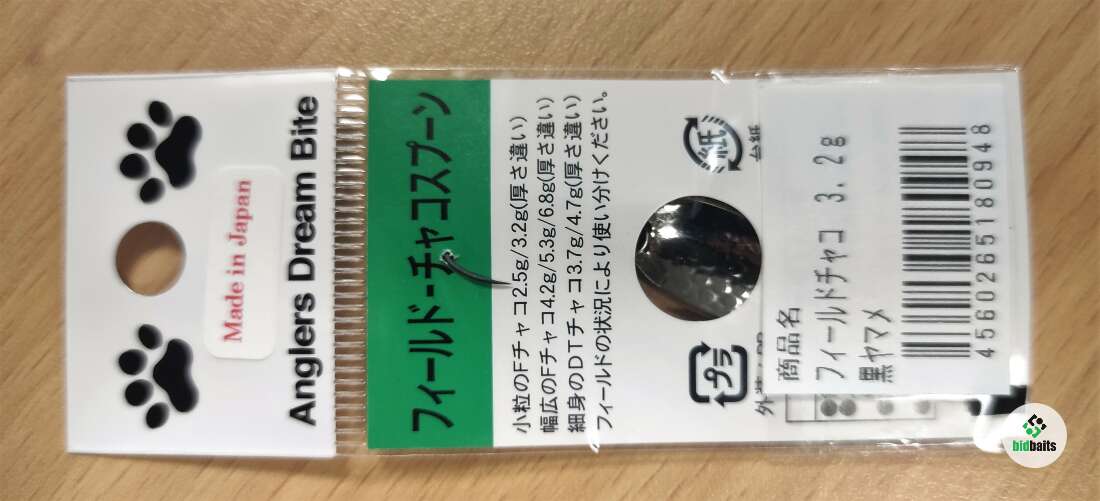 Made in Japan
Anglers Dream Bite
フィールド-チャコスプーン
小粒のFチャコ2.5g/3.2g(厚さ違い)
幅広のFチャコ4.2g/5.3g/6.8g(厚さ違い)
細身のDTチャコ3.7g/4.7g(厚さ違い)
フィールドの状況により使い分けください。
プラ
紙
台紙
外装:PP
商品名
フィールドチャコ 3.2g
黒ヤマメ
4560265180948
bidbaits